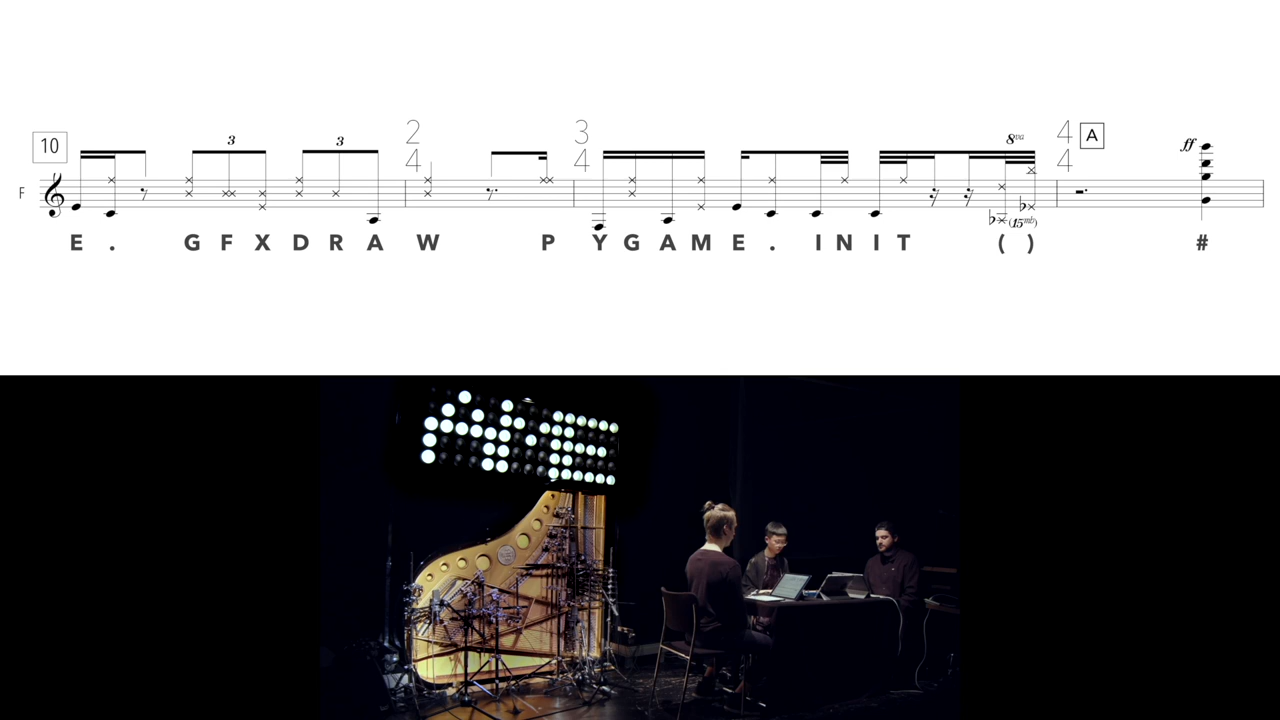 10 3 3 2 4 3 4 8va 4 4 A ff
F
(15mb)
E . G F X D R A W P Y G A M E . I N I T ( ) #